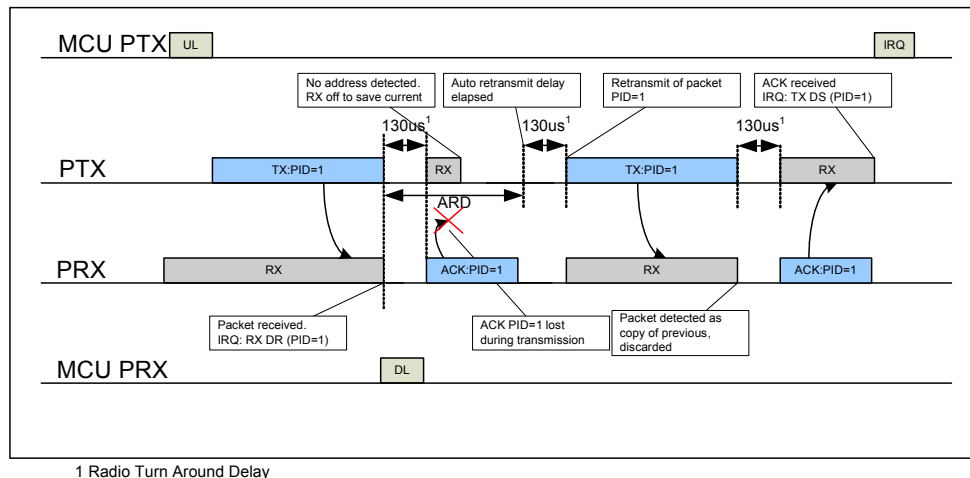 MCU PTX
UL
IRQ
No address detected.
RX off to save current
Auto retransmit delay
elapsed
Retransmit of packet
PID=1
ACK received
IRQ: TX DS (PID=1)
130us1
130us1
130us1
PTX
TX:PID=1
RX
TX:PID=1
RX
ARD
PRX
RX
ACK:PID=1
RX
ACK:PID=1
Packet received.
IRQ: RX DR (PID=1)
ACK PID=1 lost
during transmission
Packet detected as
copy of previous,
discarded
MCU PRX
DL
1 Radio Turn Around Delay